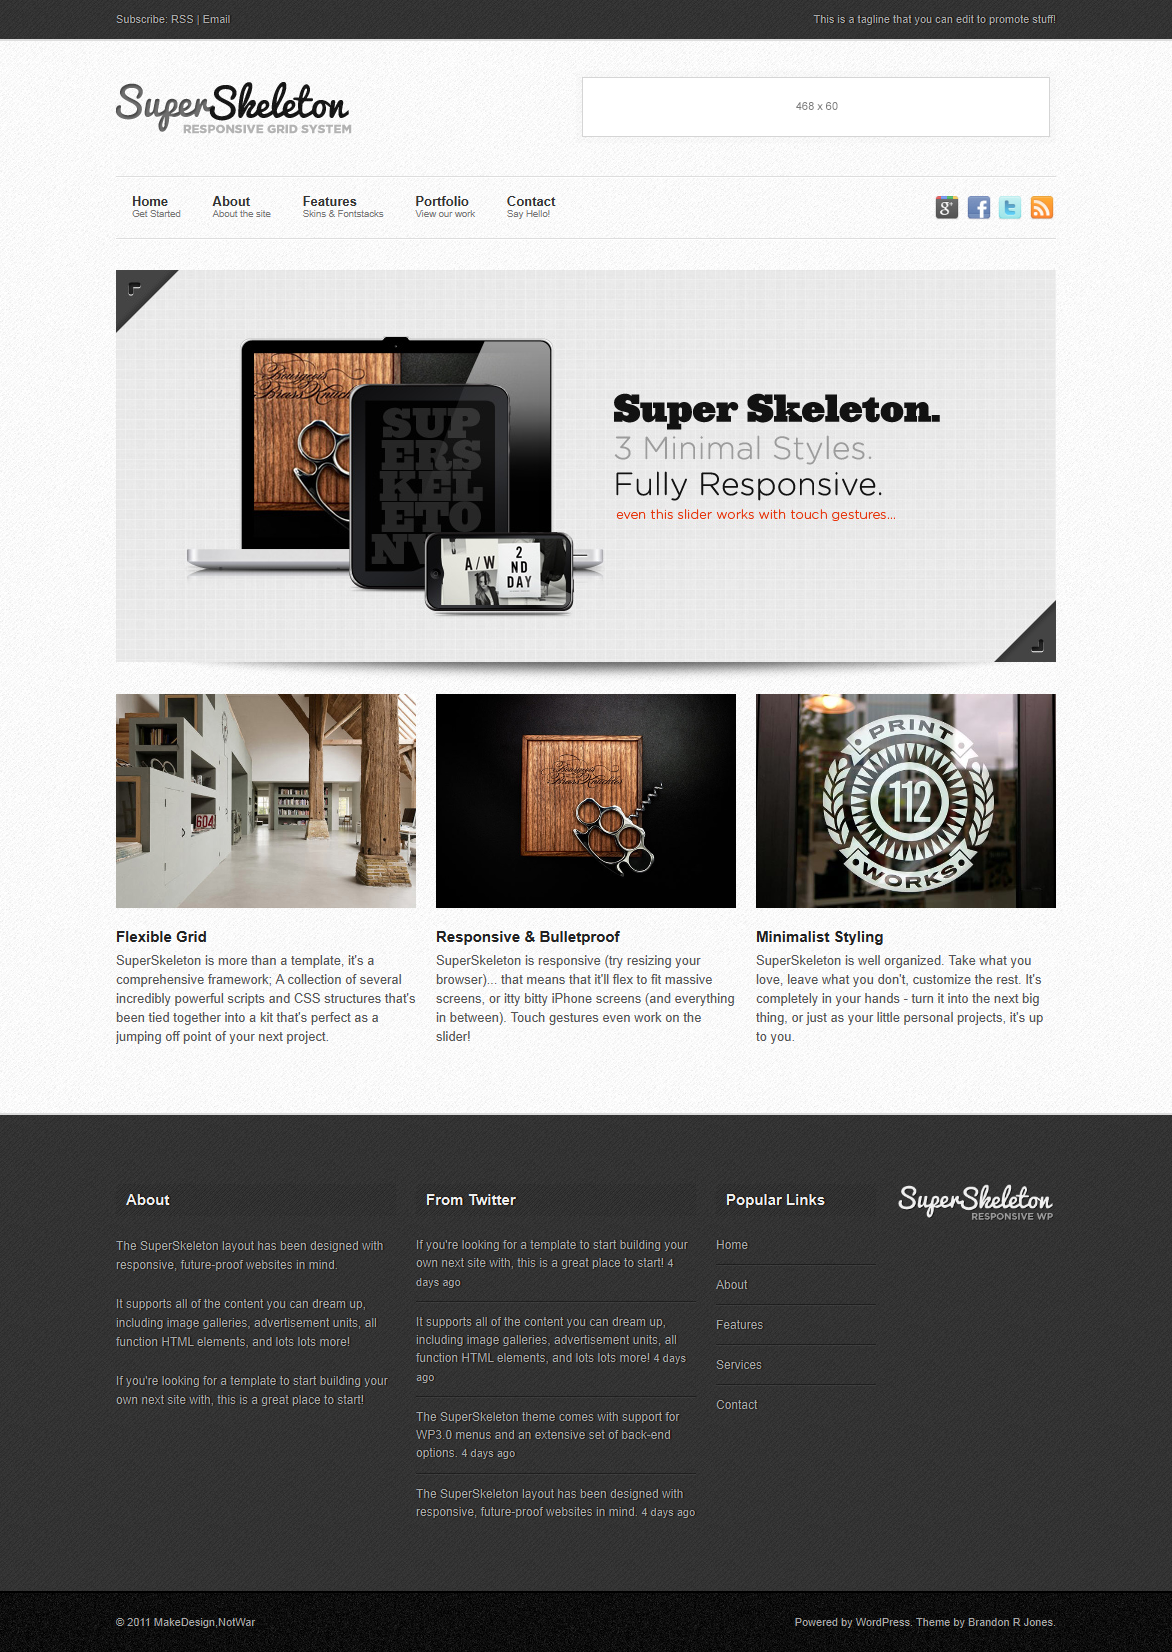 Subscribe: RSS | Email
This is a tagline that you can edit to promote stuff!
SuperSkeleton
RESPONSIVE GRID SYSTEM
468 x 60
Home
Get Started
About
About the site
Features
Skins & Fontstacks
Portfolio
View our work
Contact
Say Hello!
Bourgeois
Brass Knuck
SUP
ERS
KEL
ETO
A/W
2
ND
DAY
Super Skeleton.
3 Minimal Styles.
Fully Responsive.
even this slider works with touch gestures...
604
Bourgeois
Brass Knuckles
PRINT
112
WORKS
Flexible Grid
SuperSkeleton is more than a template, it's a
comprehensive framework; A collection of several
incredibly powerful scripts and CSS structures that's
been tied together into a kit that's perfect as a
jumping off point of your next project.
Responsive & Bulletproof
SuperSkeleton is responsive (try resizing your
browser)... that means that it'll flex to fit massive
screens, or itty bitty iPhone screens (and everything
in between). Touch gestures even work on the
slider!
Minimalist Styling
SuperSkeleton is well organized. Take what you
love, leave what you don't, customize the rest. It's
completely in your hands - turn it into the next big
thing, or just as your little personal projects, it's up
to you.
About
The SuperSkeleton layout has been designed with
responsive, future-proof websites in mind.
It supports all of the content you can dream up,
including image galleries, advertisement units, all
function HTML elements, and lots lots more!
If you're looking for a template to start building your
own next site with, this is a great place to start!
From Twitter
If you're looking for a template to start building your
own next site with, this is a great place to start! 4
days ago
It supports all of the content you can dream up,
including image galleries, advertisement units, all
function HTML elements, and lots lots more! 4 days
ago
The SuperSkeleton theme comes with support for
WP3.0 menus and an extensive set of back-end
options. 4 days ago
The SuperSkeleton layout has been designed with
responsive, future-proof websites in mind. 4 days ago
Popular Links
Home
About
Features
Services
Contact
SuperSkeleton
RESPONSIVE WP
© 2011 MakeDesign,NotWar
Powered by WordPress. Theme by Brandon R Jones.